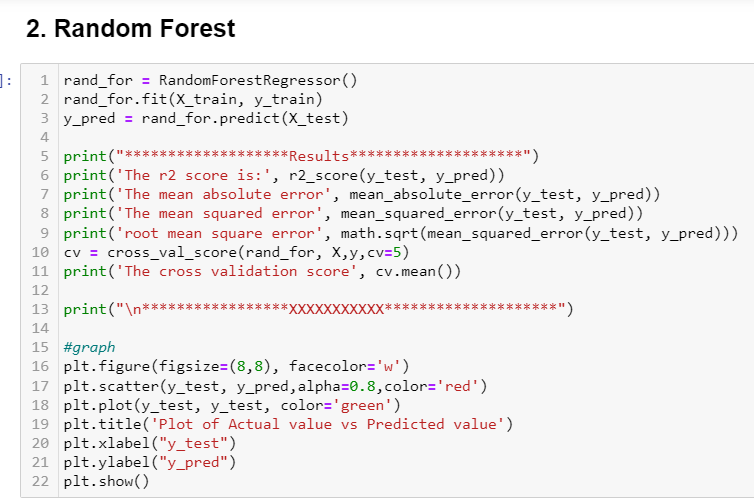 2. Random Forest
]:
1 rand_for = RandomForestRegressor()
2 rand_for.fit(X_train, y_train)
3 y_pred = rand_for.predict(X_test)
4
5 print("*******************Results********************")
6 print('The r2 score is:', r2_score(y_test, y_pred))
7 print('The mean absolute error', mean_absolute_error(y_test, y_pred))
8 print('The mean squared error', mean_squared_error(y_test, y_pred))
9 print('root mean square error', math.sqrt(mean_squared_error(y_test, y_pred)))
10 cv = cross_val_score(rand_for, X,y,cv=5)
11 print('The cross validation score', cv.mean())
12
13 print("\n*****************XXXXXXXXXXX********************")
14
15 #graph
16 plt.figure(figsize=(8,8), facecolor='w')
17 plt.scatter(y_test, y_pred,alpha=0.8,color='red')
18 plt.plot(y_test, y_test, color='green')
19 plt.title('Plot of Actual value vs Predicted value')
20 plt.xlabel("y_test")
21 plt.ylabel("y_pred")
22 plt.show()